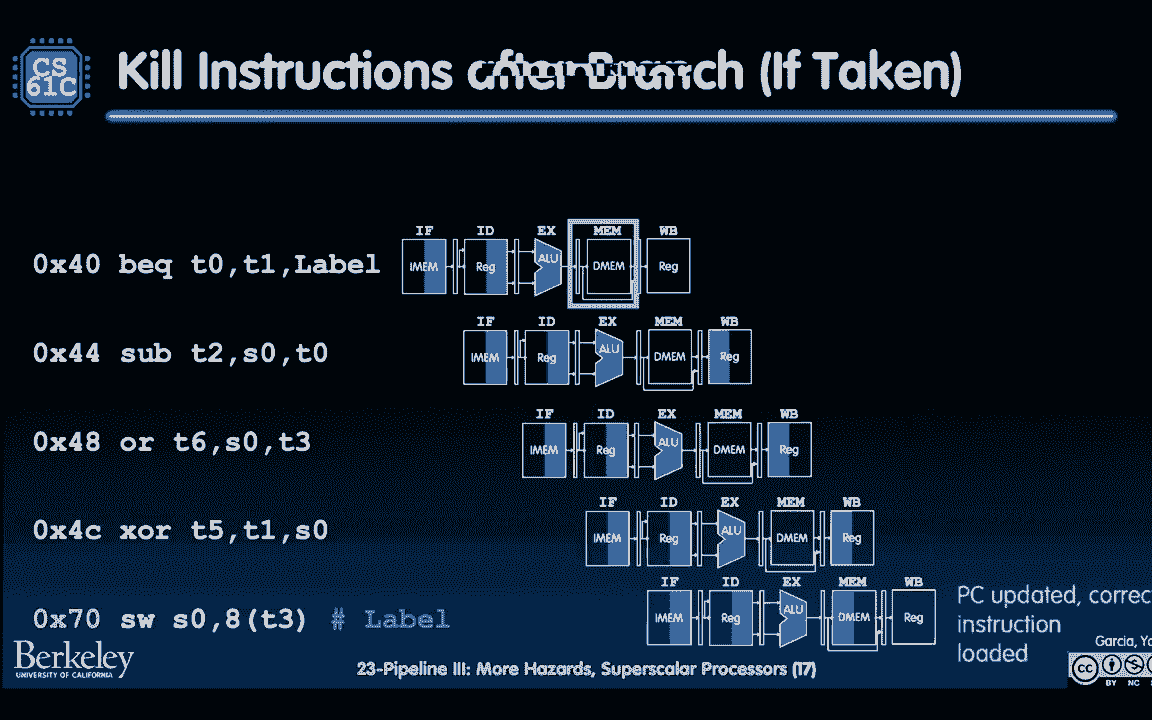 CS
61C
Kill Instructions after Branch (If Taken)
IF ID EX MEM WB
0x40 beq t0,t1,Label
IMEM Reg ALU DMEM Reg
IF ID EX MEM WB
0x44 sub t2,s0,t0
IMEM Reg ALU DMEM Reg
IF ID EX MEM WB
0x48 or t6,s0,t3
IMEM Reg ALU DMEM Reg
IF ID EX MEM WB
0x4c xor t5,t1,s0
IMEM Reg ALU DMEM Reg
IF ID EX MEM WB
0x70 sw s0,8(t3) # Label
IMEM Reg ALU DMEM Reg
PC updated, correc
instruction
loaded
Berkeley
UNIVERSITY OF CALIFORNIA
23-Pipeline III: More Hazards, Superscalar Processors (17)
Garcia,
cc
BY NC